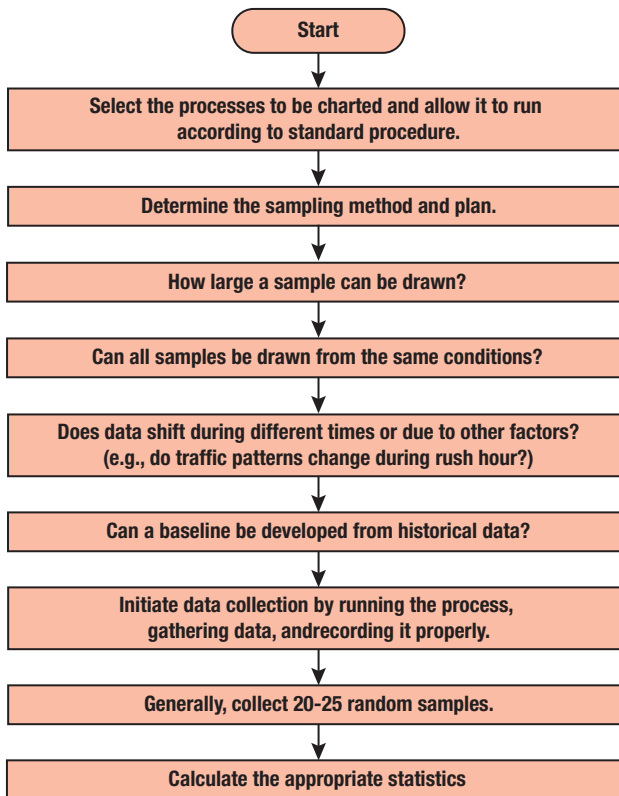 Start
Select the processes to be charted and allow it to run
according to standard procedure.
Determine the sampling method and plan.
How large a sample can be drawn?
Can all samples be drawn from the same conditions?
Does data shift during different times or due to other factors?
(e.g., do traffic patterns change during rush hour?)
Can a baseline be developed from historical data?
Initiate data collection by running the process,
gathering data, andrecording it properly.
Generally, collect 20-25 random samples.
Calculate the appropriate statistics